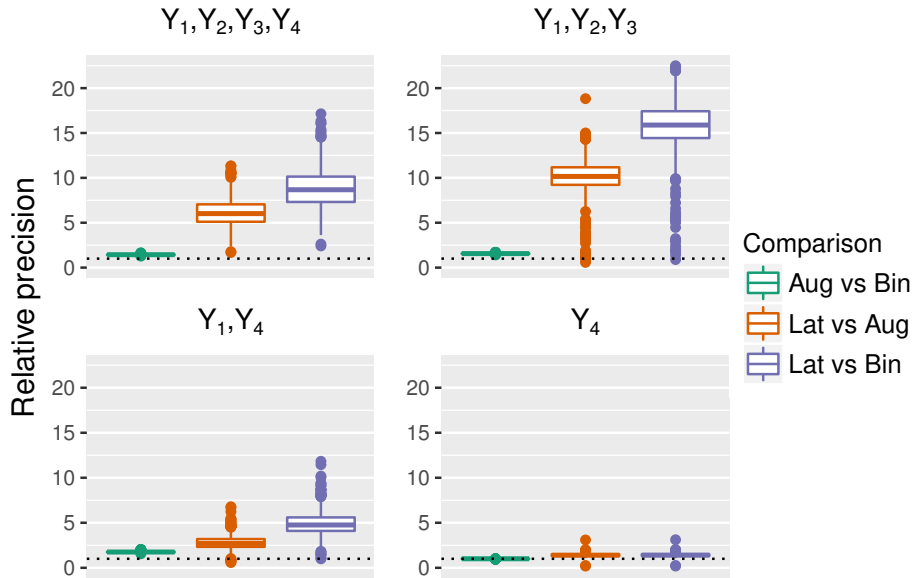 Y1,Y2,Y3,Y4
Y1,Y2,Y3
20
15
10
5
0
20
15
10
5
0
Relative precision
Comparison
Aug vs Bin
Lat vs Aug
Lat vs Bin
Y1,Y4
Y4
20
15
10
5
0
20
15
10
5
0